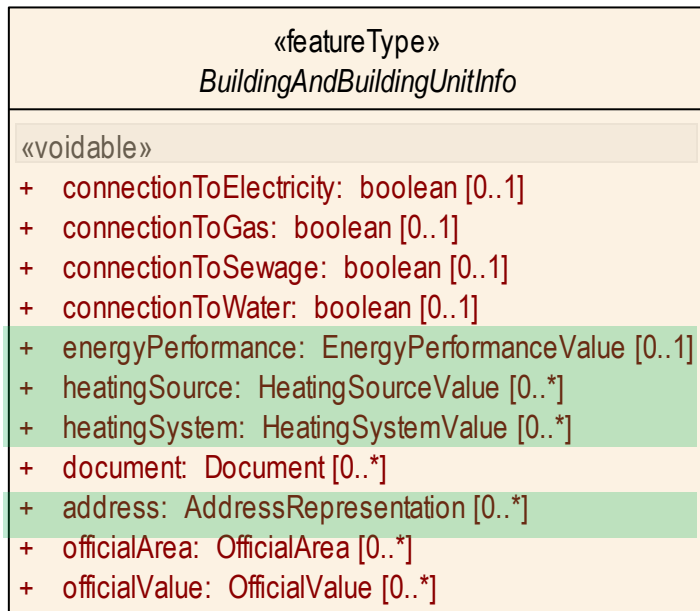 «featureType»
BuildingAndBuildingUnitInfo
«voidable»
+ connectionToElectricity: boolean [0..1]
+ connectionToGas: boolean [0..1]
+ connectionToSewage: boolean [0..1]
+ connectionToWater: boolean [0..1]
+ energyPerformance: EnergyPerformanceValue [0..1]
+ heatingSource: HeatingSourceValue [0..*]
+ heatingSystem: HeatingSystemValue [0..*]
+ document: Document [0..*]
+ address: AddressRepresentation [0..*]
+ officialArea: OfficialArea [0..*]
+ officialValue: OfficialValue [0..*]